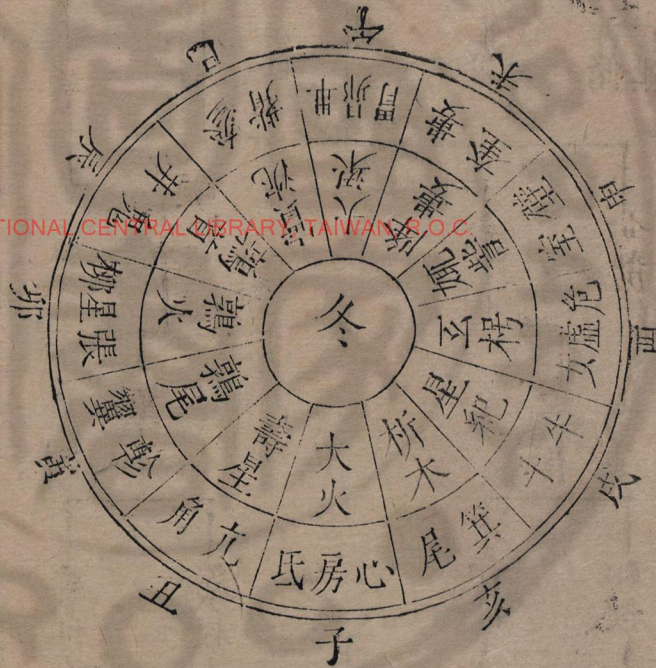 TIONAL CENTRAL LIBRARY, TAIWAN, R.O.C.
冬
大火
壽星
鶉尾
鶉火
鶉首
實沈
大梁
降婁
娵訾
玄枵
星紀
析木
氐房心
角亢
翼軫
柳星張
井鬼
觜參
胃昴畢
奎婁
室壁
女虛危
斗牛
尾箕
子
丑
寅
卯
辰
巳
午
未
申
酉
戌
亥